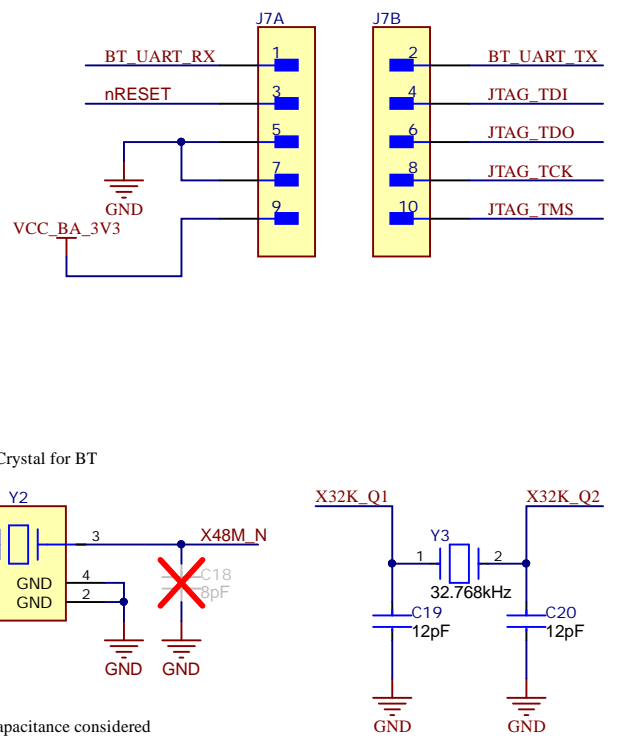 J7A J7B
BT_UART_RX 1 2 BT_UART_TX
nRESET 3 4 JTAG_TDI
5 6 JTAG_TDO
7 8 JTAG_TCK
GND 9 10 JTAG_TMS
VCC_BA_3V3
Crystal for BT
Y2 X32K_Q1 X32K_Q2
3 X48M_N Y3
1 2
GND 4 C18 32.768kHz
GND 2 8pF
C19 C20
12pF 12pF
GND GND
GND GND
apacitance considered